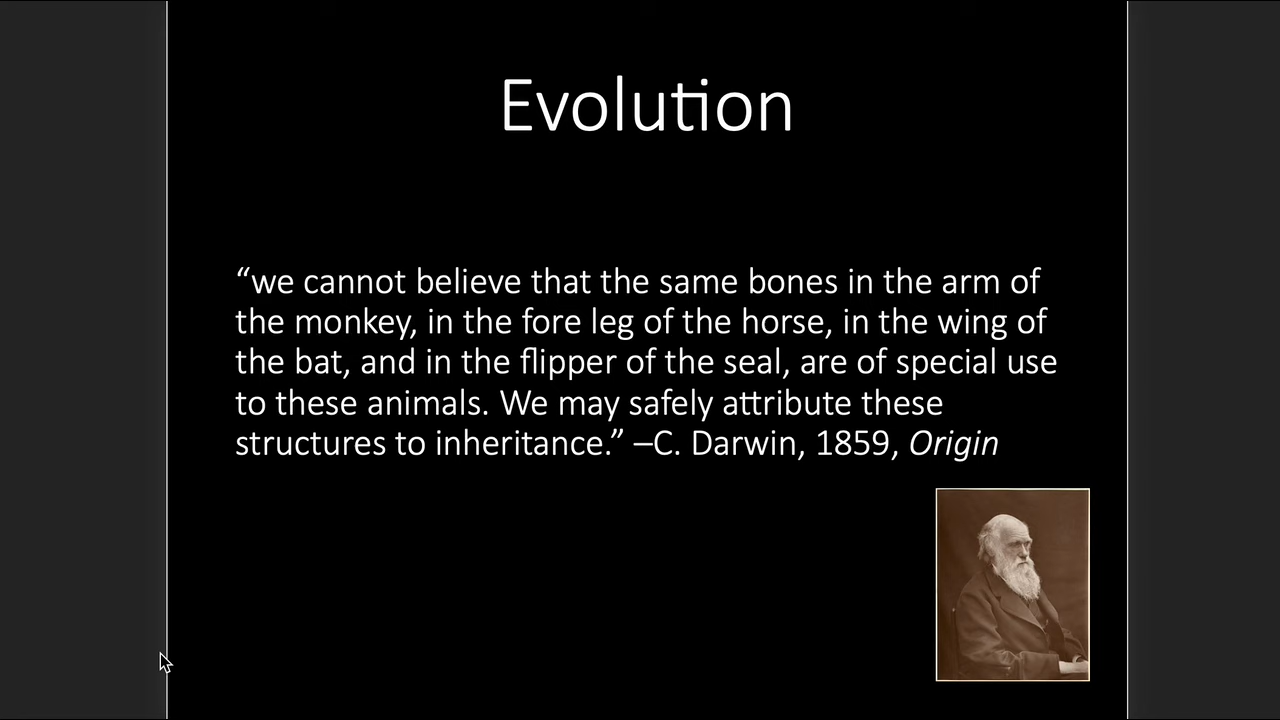 Evolution
“we cannot believe that the same bones in the arm of
the monkey, in the fore leg of the horse, in the wing of
the bat, and in the flipper of the seal, are of special use
to these animals. We may safely attribute these
structures to inheritance.” –C. Darwin, 1859, Origin